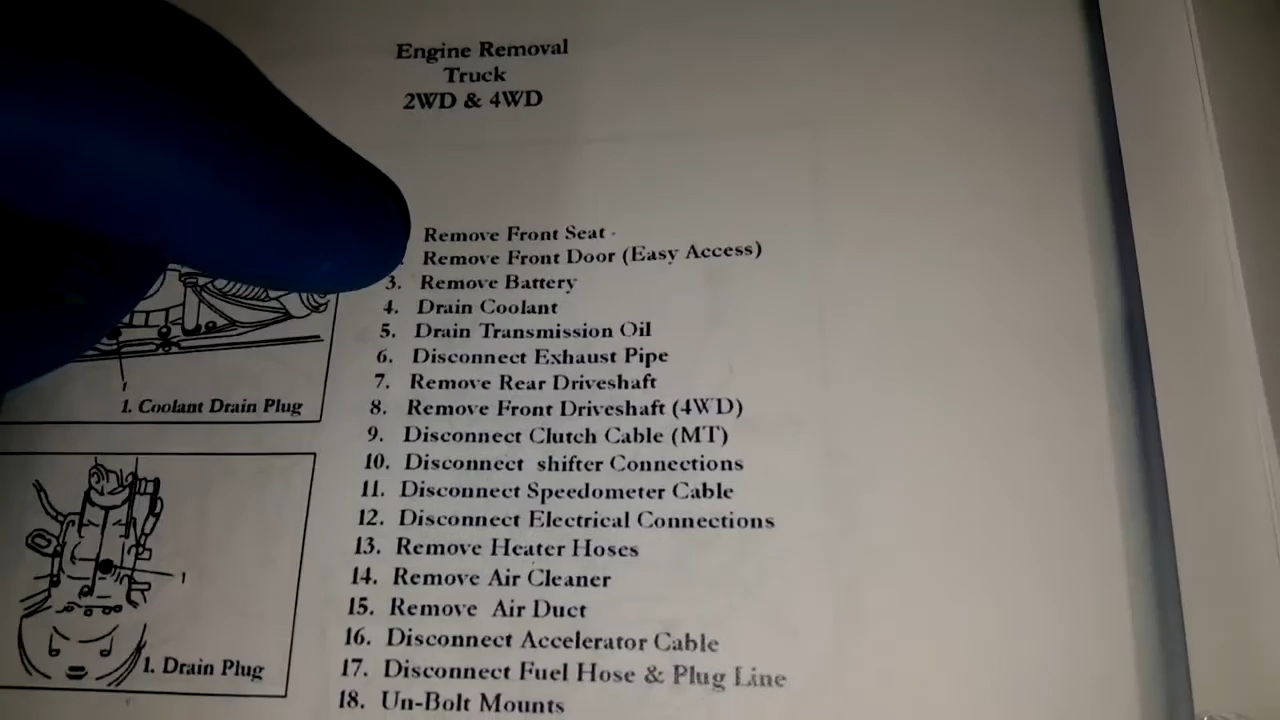 Engine Removal
Truck
2WD & 4WD
Remove Front Seat
Remove Front Door (Easy Access)
3. Remove Battery
4. Drain Coolant
5. Drain Transmission Oil
6. Disconnect Exhaust Pipe
7. Remove Rear Driveshaft
8. Remove Front Driveshaft (4WD)
9. Disconnect Clutch Cable (MT)
10. Disconnect shifter Connections
11. Disconnect Speedometer Cable
12. Disconnect Electrical Connections
13. Remove Heater Hoses
14. Remove Air Cleaner
15. Remove Air Duct
16. Disconnect Accelerator Cable
17. Disconnect Fuel Hose & Plug Line
18. Un-Bolt Mounts
1
1. Coolant Drain Plug
1
1. Drain Plug